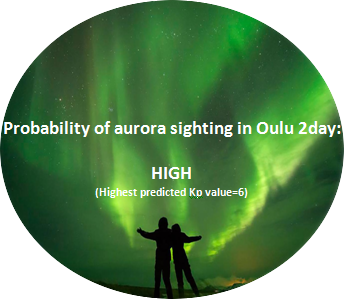 Probability of aurora sighting in Oulu 2day:
HIGH
(Highest predicted Kp value=6)